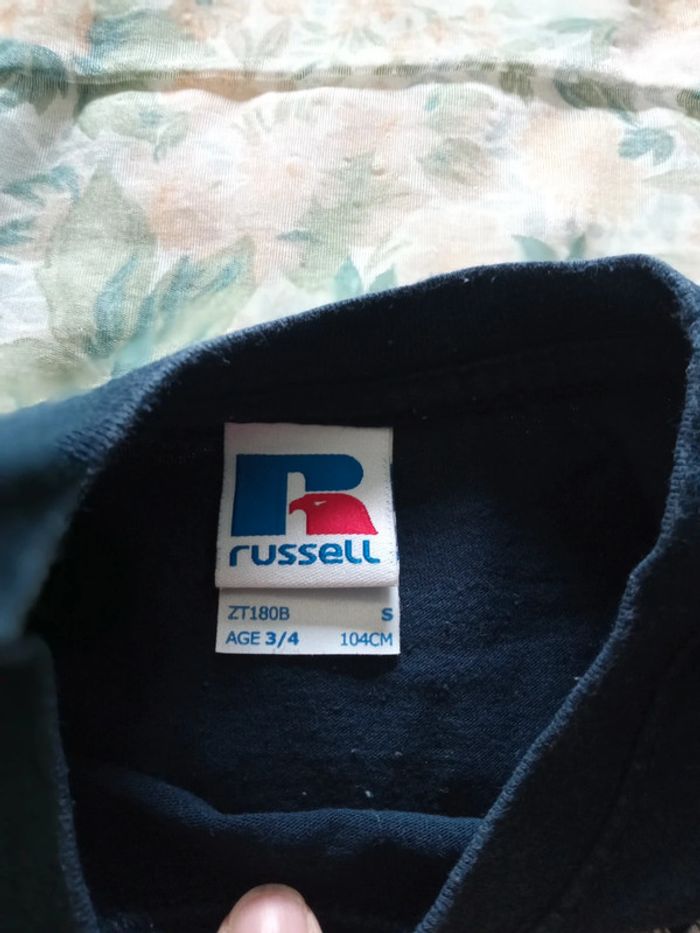 russell
ZT180B S
AGE 3/4 104CM